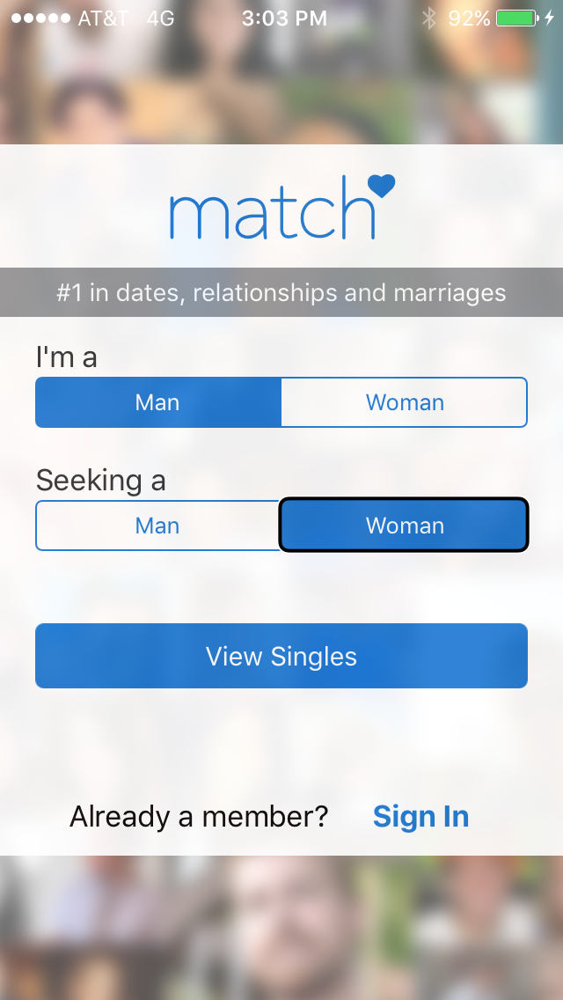 AT&T 4G 3:03 PM 92%
match
#1 in dates, relationships and marriages
I'm a
Man Woman
Seeking a
Man Woman
View Singles
Already a member? Sign In